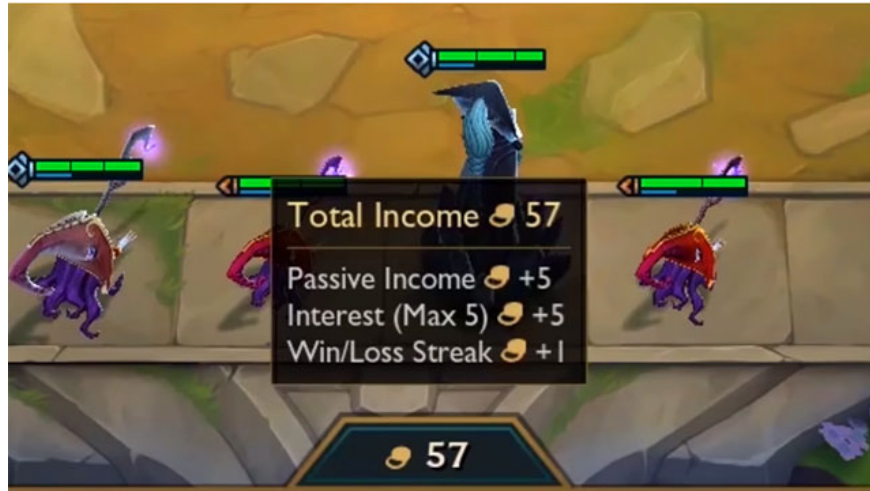 Total Income 57
Passive Income +5
Interest (Max 5) +5
Win/Loss Streak +1
57